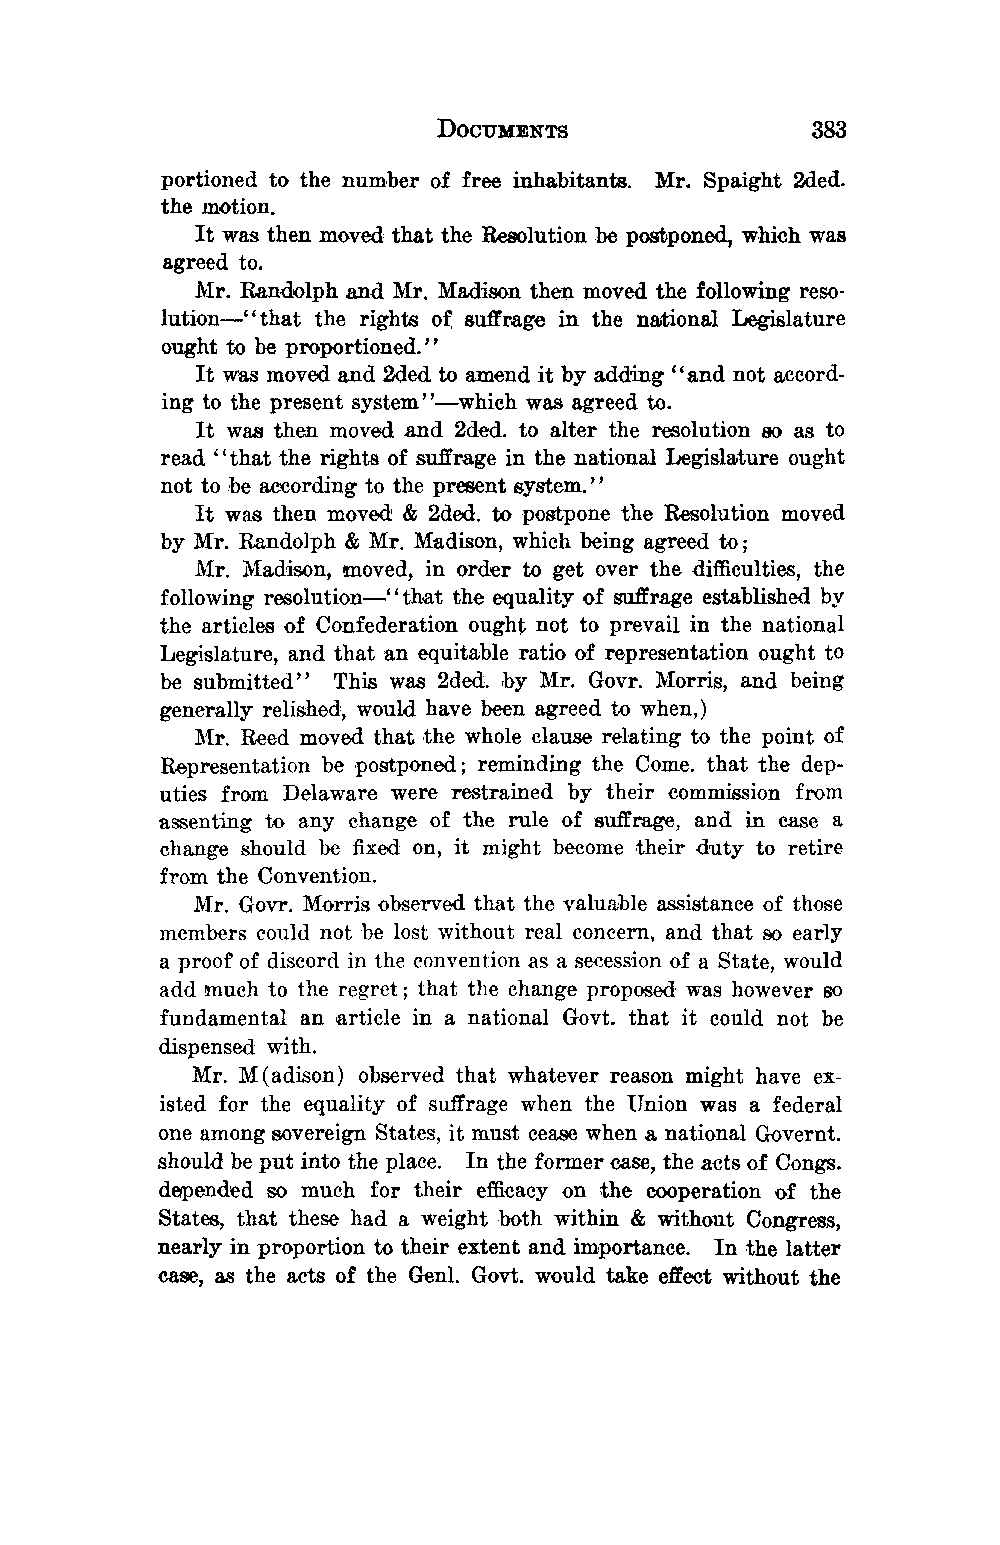 DOCUMENTS 383
portioned to the number of free inhabitants. Mr. Spaight 2ded.
the motion.
It was then moved that the Resolution be postponed, which was
agreed to.
Mr. Randolph and Mr. Madison then moved the following reso-
lution—"that the rights of suffrage in the national Legislature
ought to be proportioned."
It was moved and 2ded to amend it by adding "and not accord-
ing to the present system"—which was agreed to.
It was then moved and 2ded. to alter the resolution so as to
read "that the rights of suffrage in the national Legislature ought
not to be according to the present system."
It was then moved & 2ded. to postpone the Resolution moved
by Mr. Randolph & Mr. Madison, which being agreed to;
Mr. Madison, moved, in order to get over the difficulties, the
following resolution—"that the equality of suffrage established by
the articles of Confederation ought not to prevail in the national
Legislature, and that an equitable ratio of representation ought to
be submitted" This was 2ded. by Mr. Govr. Morris, and being
generally relished, would have been agreed to when,)
Mr. Reed moved that the whole clause relating to the point of
Representation be postponed; reminding the Come. that the dep-
uties from Delaware were restrained by their commission from
assenting to any change of the rule of suffrage, and in case a
change should be fixed on, it might become their duty to retire
from the Convention.
Mr. Govr. Morris observed that the valuable assistance of those
members could not be lost without real concern, and that so early
a proof of discord in the convention as a secession of a State, would
add much to the regret; that the change proposed was however so
fundamental an article in a national Govt. that it could not be
dispensed with.
Mr. M(adison) observed that whatever reason might have ex-
isted for the equality of suffrage when the Union was a federal
one among sovereign States, it must cease when a national Governt.
should be put into the place. In the former case, the acts of Congs.
depended so much for their efficacy on the cooperation of the
States, that these had a weight both within & without Congress,
nearly in proportion to their extent and importance. In the latter
case, as the acts of the Genl. Govt. would take effect without the